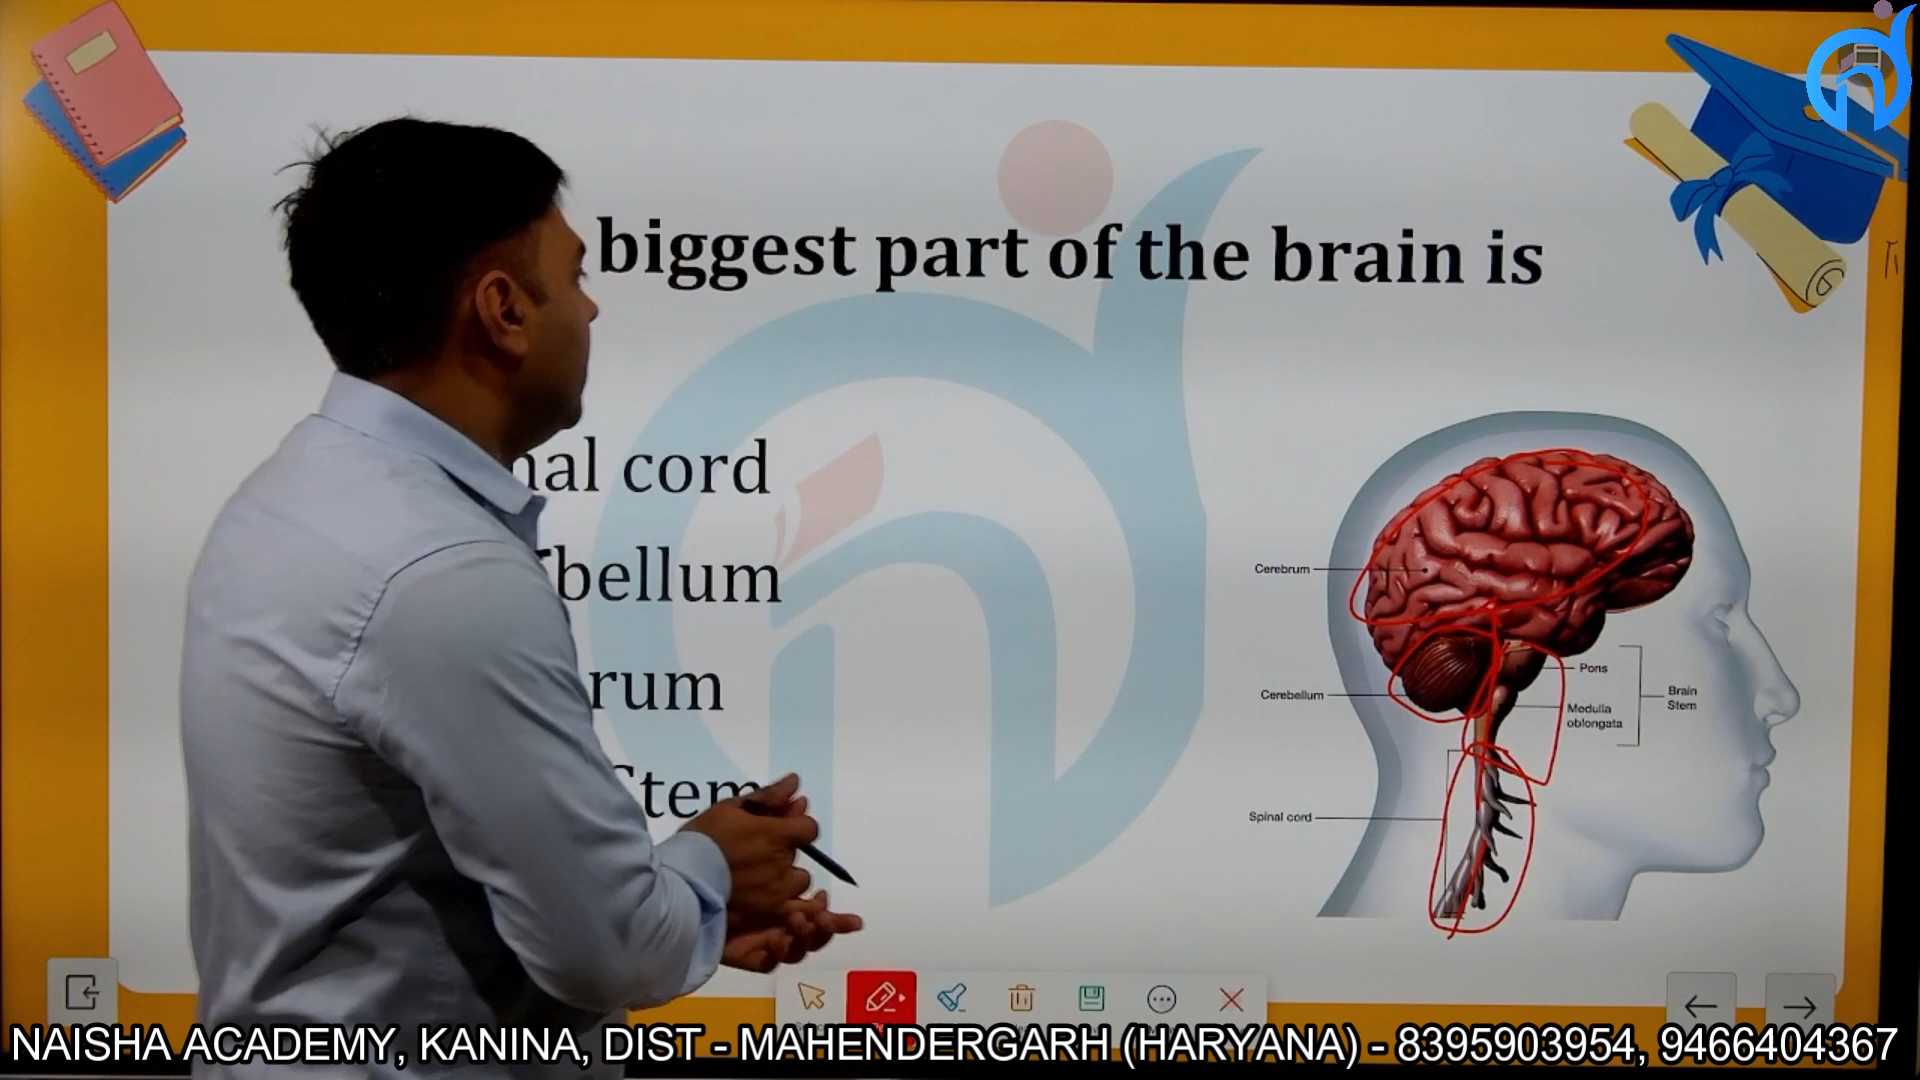 biggest part of the brain is
nal cord
bellum
rum
Stem
Cerebrum
Cerebellum
Pons
Medulla
oblongata
Brain
Stem
Spinal cord
NAISHA ACADEMY, KANINA, DIST - MAHENDERGARH (HARYANA) - 8395903954, 9466404367